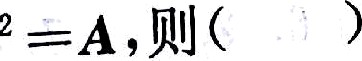 ² =A,则(    )